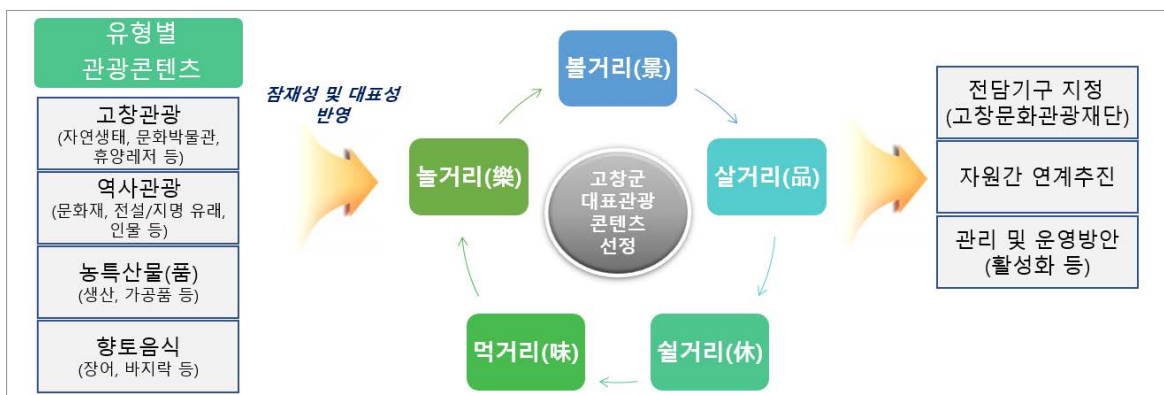 유형별
관광콘텐츠
고창관광
(자연생태, 문화박물관,
휴양레저 등)
역사관광
(문화재, 전설/지명 유래,
인물 등)
농특산물(품)
(생산, 가공품 등)
향토음식
(장어, 바지락 등)
잠재성 및 대표성
반영
볼거리(景)
놀거리(樂)
살거리(品)
고창군
대표관광
콘텐츠
선정
먹거리(味)
쉴거리(休)
전담기구 지정
(고창문화관광재단)
자원간 연계추진
관리 및 운영방안
(활성화 등)